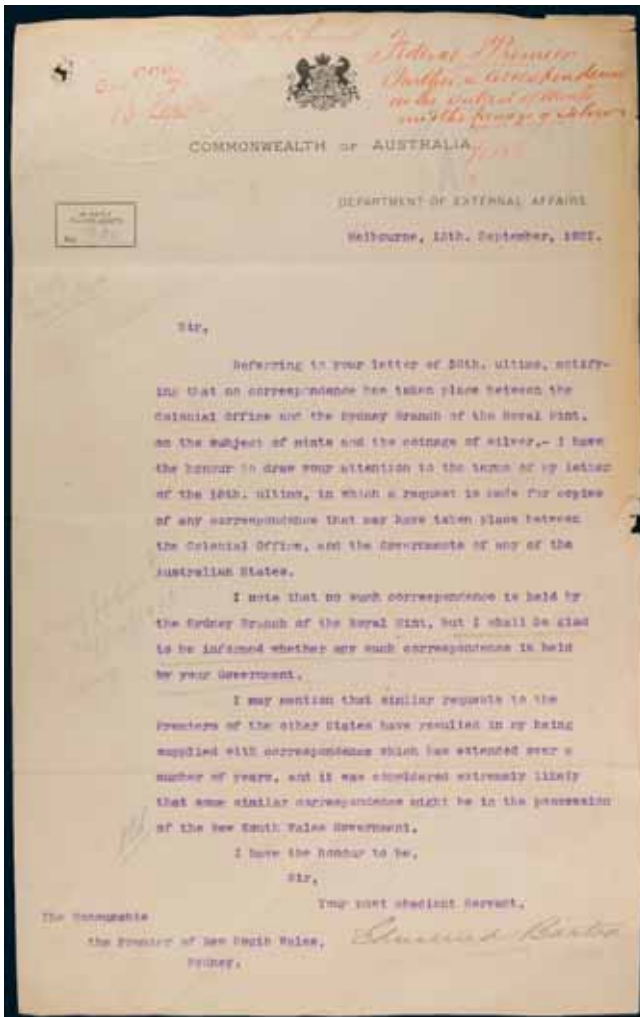 Federal Premier
COMMONWEALTH OF AUSTRALIA
DEPARTMENT OF EXTERNAL AFFAIRS
Melbourne, September,
Sir,
Referring to your letter of 30th. ultimo, notify-
ing that no correspondence has taken place between the
Colonial Office and the Sydney Branch of the Royal Mint,
on the subject of mints and the coinage of silver,- I have
the honour to draw your attention to the terms of my letter
of the ultimo, in which a request is made for copies
of any correspondence that may have taken place between
the Colonial Office, and the Governments of any of the
Australian States.
I note that no such correspondence is held by
the Sydney Branch of the Royal Mint, but I shall be glad
to be informed whether any such correspondence is held
by your Government.
I may mention that similar requests to the
Premiers of the other States have resulted in my being
supplied with correspondence which has extended over a
number of years, and it was considered extremely likely
that some similar correspondence might be in the possession
of the New South Wales Government.
I have the honour to be,
Sir,
Your most obedient Servant,
Edmund Barton
The Honourable
the Premier of New South Wales,
Sydney.